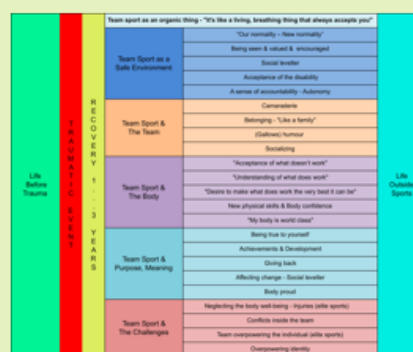 Team sport as an organic thing - "It's like a living, breathing thing that always accepts you"
Life
Before
Trauma
TRAUMATIC EVENT
RECOVERY 1...3 YEARS
Team Sport as a
Safe Environment
"Our normality – New normality"
Being seen & valued & encouraged
Social leveller
Acceptance of the disability
A sense of accountability - Autonomy
Team Sport &
The Team
Camaraderie
Belonging - "Like a family"
(Gallows) humour
Socializing
Team Sport &
The Body
"Acceptance of what doesn't work"
"Understanding of what does work"
"Desire to make what does work the very best it can be"
New physical skills & Body confidence
"My body is world class"
Team Sport &
Purpose, Meaning
Being true to yourself
Achievements & Development
Giving back
Affecting change - Social leveller
Body proud
Team Sport &
The Challenges
Neglecting the body well-being - Injuries (elite sports)
Conflicts inside the team
Team overpowering the individual (elite sports)
Overpowering identity
Life
Outside
Sports